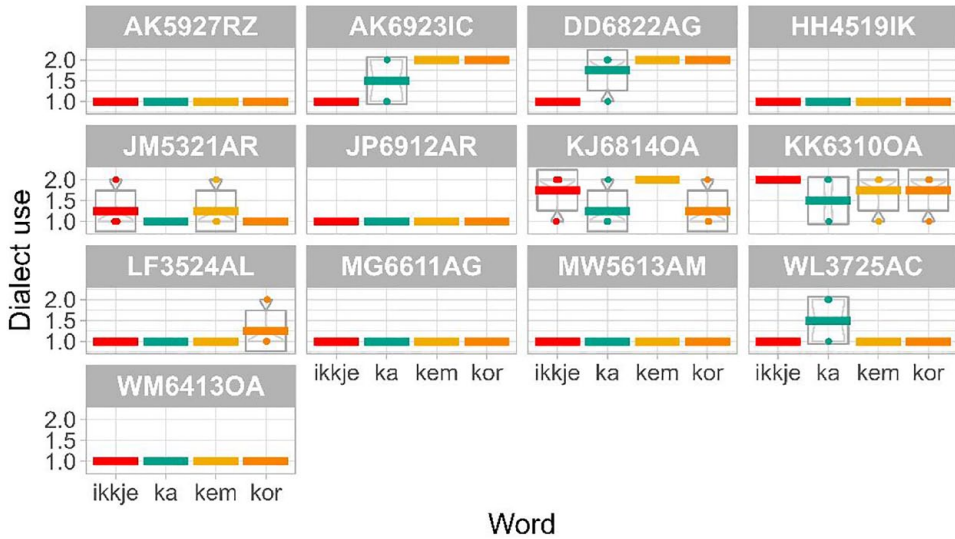 AK5927RZ AK6923IC DD6822AG HH4519IK
2.0
1.5
1.0
JM5321AR JP6912AR KJ6814OA KK6310OA
2.0
1.5
1.0
LF3524AL MG6611AG MW5613AM WL3725AC
2.0
1.5
1.0
ikkje ka kem kor ikkje ka kem kor ikkje ka kem kor
WM6413OA
2.0
1.5
1.0
ikkje ka kem kor
Dialect use
Word